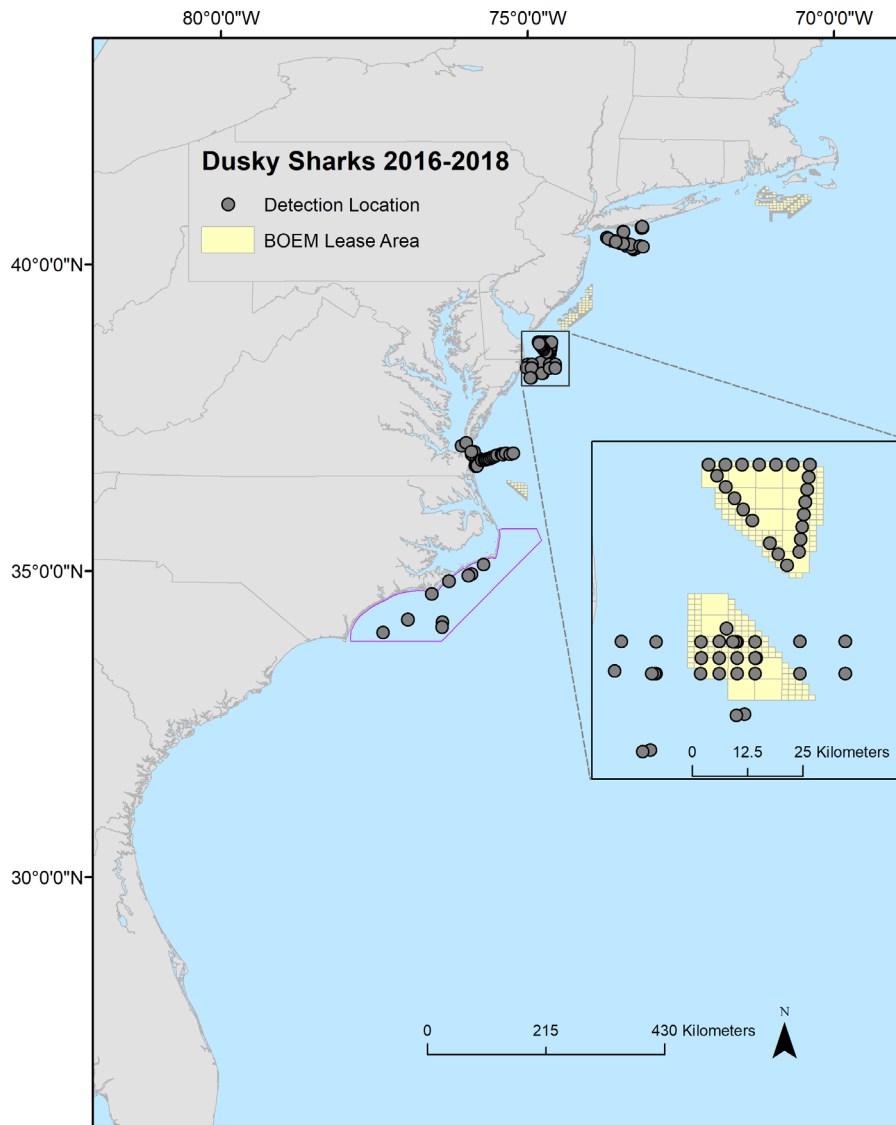 80°0'0"W 75°0'0"W 70°0'0"W
Dusky Sharks 2016-2018
Detection Location
BOEM Lease Area
40°0'0"N
35°0'0"N
0 12.5 25 Kilometers
30°0'0"N
N
0 215 430 Kilometers